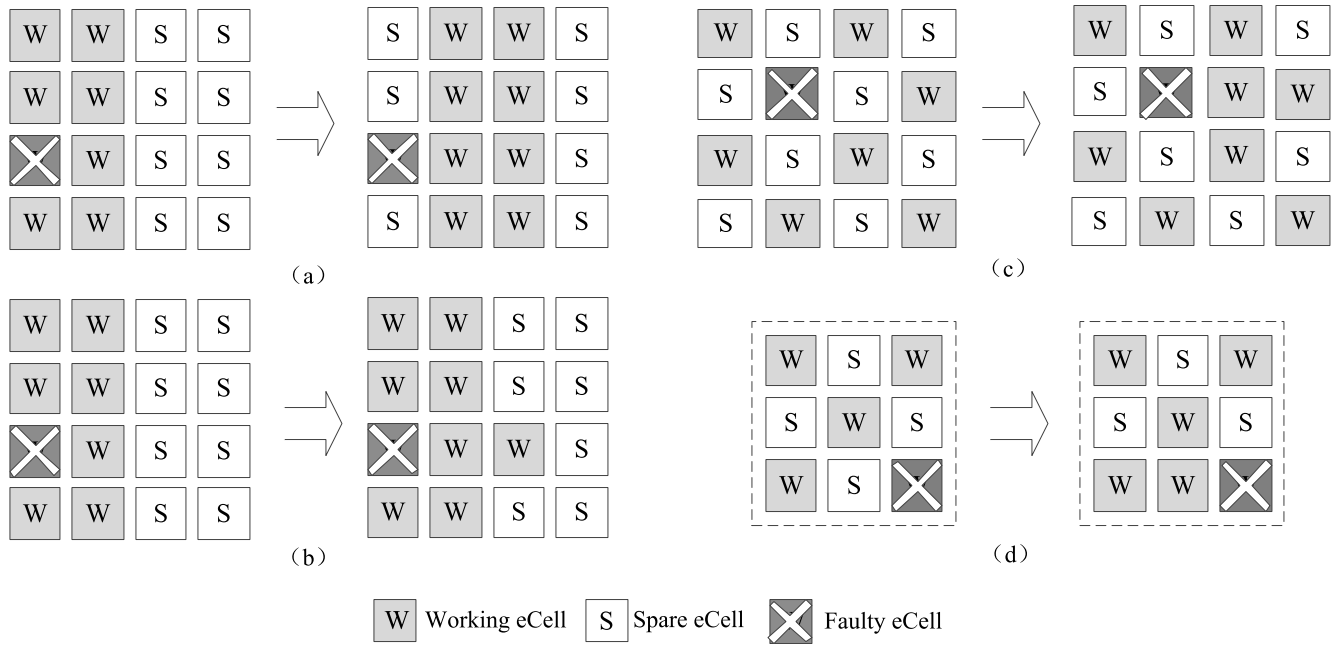 W W S S
W W S S
W S S
W W S S
S W W S
S W W S
W W S
S W W S
（a）
W W S S
W W S S
W S S
W W S S
W W S S
W W S S
W W S
W W S S
（b）
W S W S
S S W
W S W S
S W S W
W S W S
S W W
W S W S
S W S W
（c）
W S W
S W S
W S
W S W
S W S
W W
（d）
W Working eCell S Spare eCell Faulty eCell